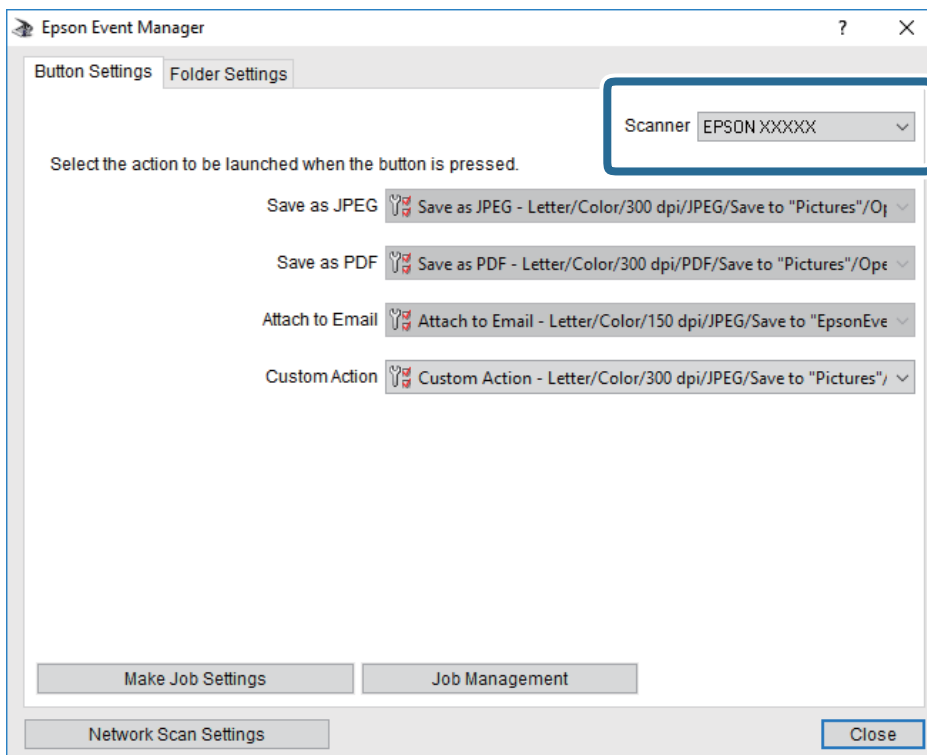 Epson Event Manager
Button Settings Folder Settings
Scanner EPSON XXXXX
Select the action to be launched when the button is pressed.
Save as JPEG Save as JPEG - Letter/Color/300 dpi/JPEG/Save to "Pictures"/Op
Save as PDF Save as PDF - Letter/Color/300 dpi/PDF/Save to "Pictures"/Ope
Attach to Email Attach to Email - Letter/Color/150 dpi/JPEG/Save to "EpsonEve
Custom Action Custom Action - Letter/Color/300 dpi/JPEG/Save to "Pictures"/
Make Job Settings Job Management
Network Scan Settings Close